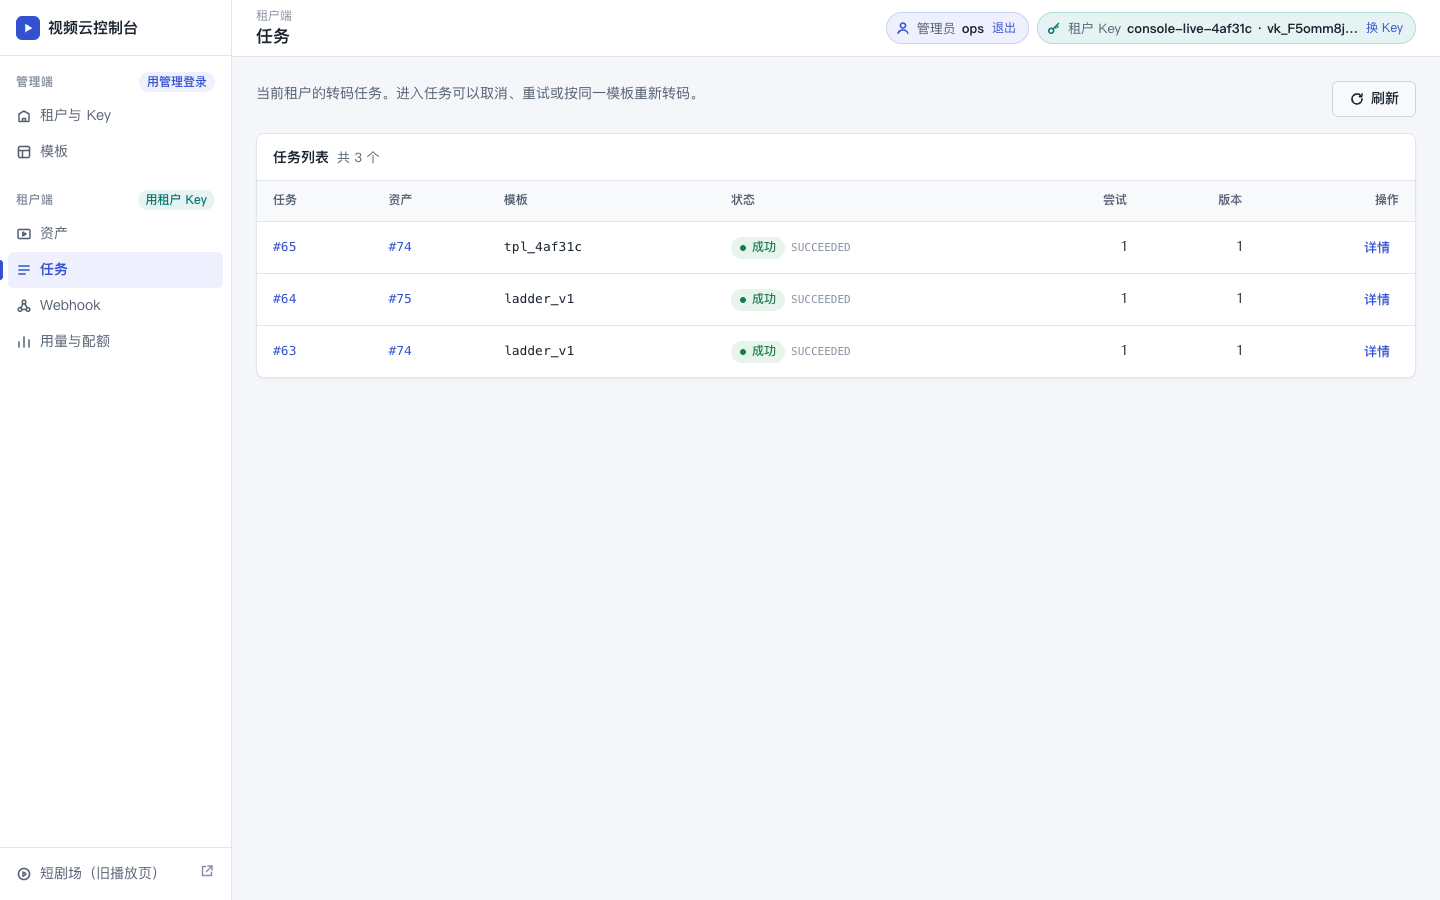 视频云控制台
管理端 用管理登录
租户与 Key
模板
租户端 用租户 Key
资产
任务
Webhook
用量与配额
短剧场（旧播放页）
租户端
任务
管理员 ops 退出
租户 Key console-live-4af31c · vk_F5omm8j... 换 Key
当前租户的转码任务。进入任务可以取消、重试或按同一模板重新转码。
刷新
任务列表 共 3 个
任务 资产 模板 状态 尝试 版本 操作
#65 #74 tpl_4af31c 成功 SUCCEEDED 1 1 详情
#64 #75 ladder_v1 成功 SUCCEEDED 1 1 详情
#63 #74 ladder_v1 成功 SUCCEEDED 1 1 详情